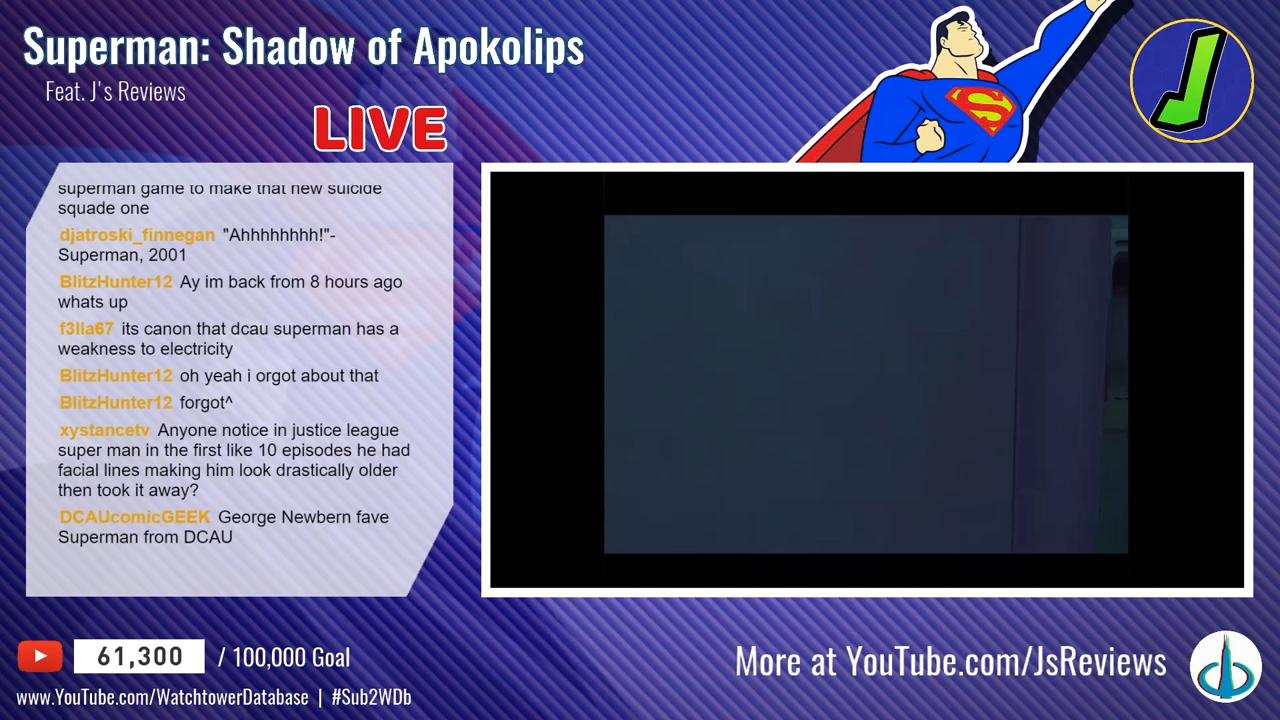 Superman: Shadow of Apokolips
Feat. J's Reviews
LIVE
superman game to make that new suicide
squade one
djatroski_finnegan "Ahhhhhhhh!"-
Superman, 2001
BlitzHunter12 Ay im back from 8 hours ago
whats up
f3lla67 its canon that dcau superman has a
weakness to electricity
BlitzHunter12 oh yeah i orgot about that
BlitzHunter12 forgot^
xystancetv Anyone notice in justice league
super man in the first like 10 episodes he had
facial lines making him look drastically older
then took it away?
DCAUcomicGEEK George Newbern fave
Superman from DCAU
S
J
61,300 / 100,000 Goal
www.YouTube.com/WatchtowerDatabase | #Sub2WDb
More at YouTube.com/JsReviews